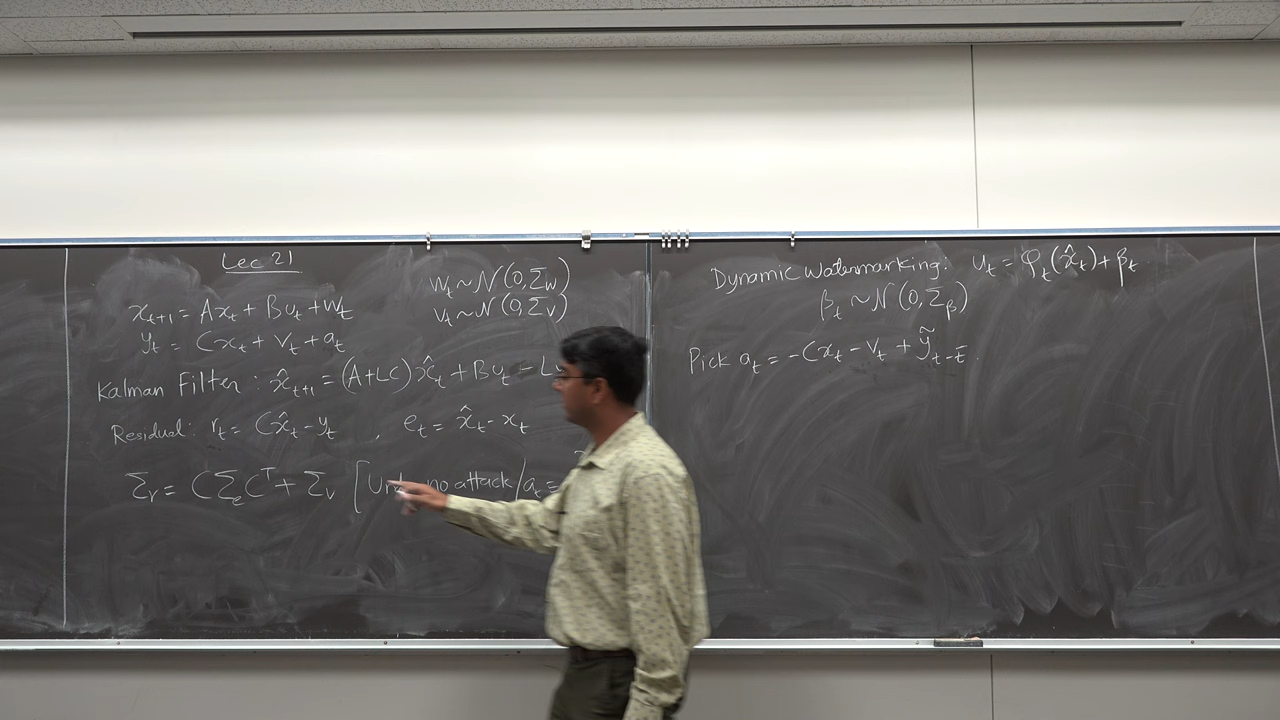 Lec 21
x_{t+1} = Ax_t + Bu_t + w_t
w_t ~ N(0, Σ_w)
y_t = Cx_t + v_t + a_t
v_t ~ N(0, Σ_v)
Kalman Filter : x̂_{t+1} = (A+LC) x̂_t + Bu_t - L
Residual: r_t = Cx̂_t - y_t , e_t = x̂_t - x_t
Σ_r = CΣ_e C^T + Σ_v [ no attack / a_t =
Dynamic Watermarking: u_t = φ_t(x̂_t) + β_t
β_t ~ N(0, Σ_β)
Pick a_t = -Cx_t - v_t + ỹ_{t-t̄}.